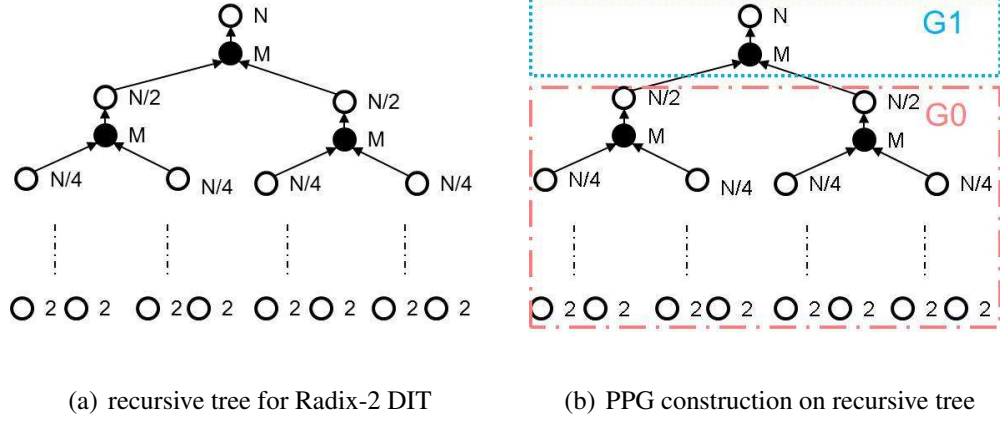 N
M
N/2 N/2
M M
N/4 N/4 N/4 N/4
2 2 2 2 2 2 2 2
(a) recursive tree for Radix-2 DIT
N
G1
M
N/2 N/2
G0
M M
N/4 N/4 N/4 N/4
2 2 2 2 2 2 2 2
(b) PPG construction on recursive tree